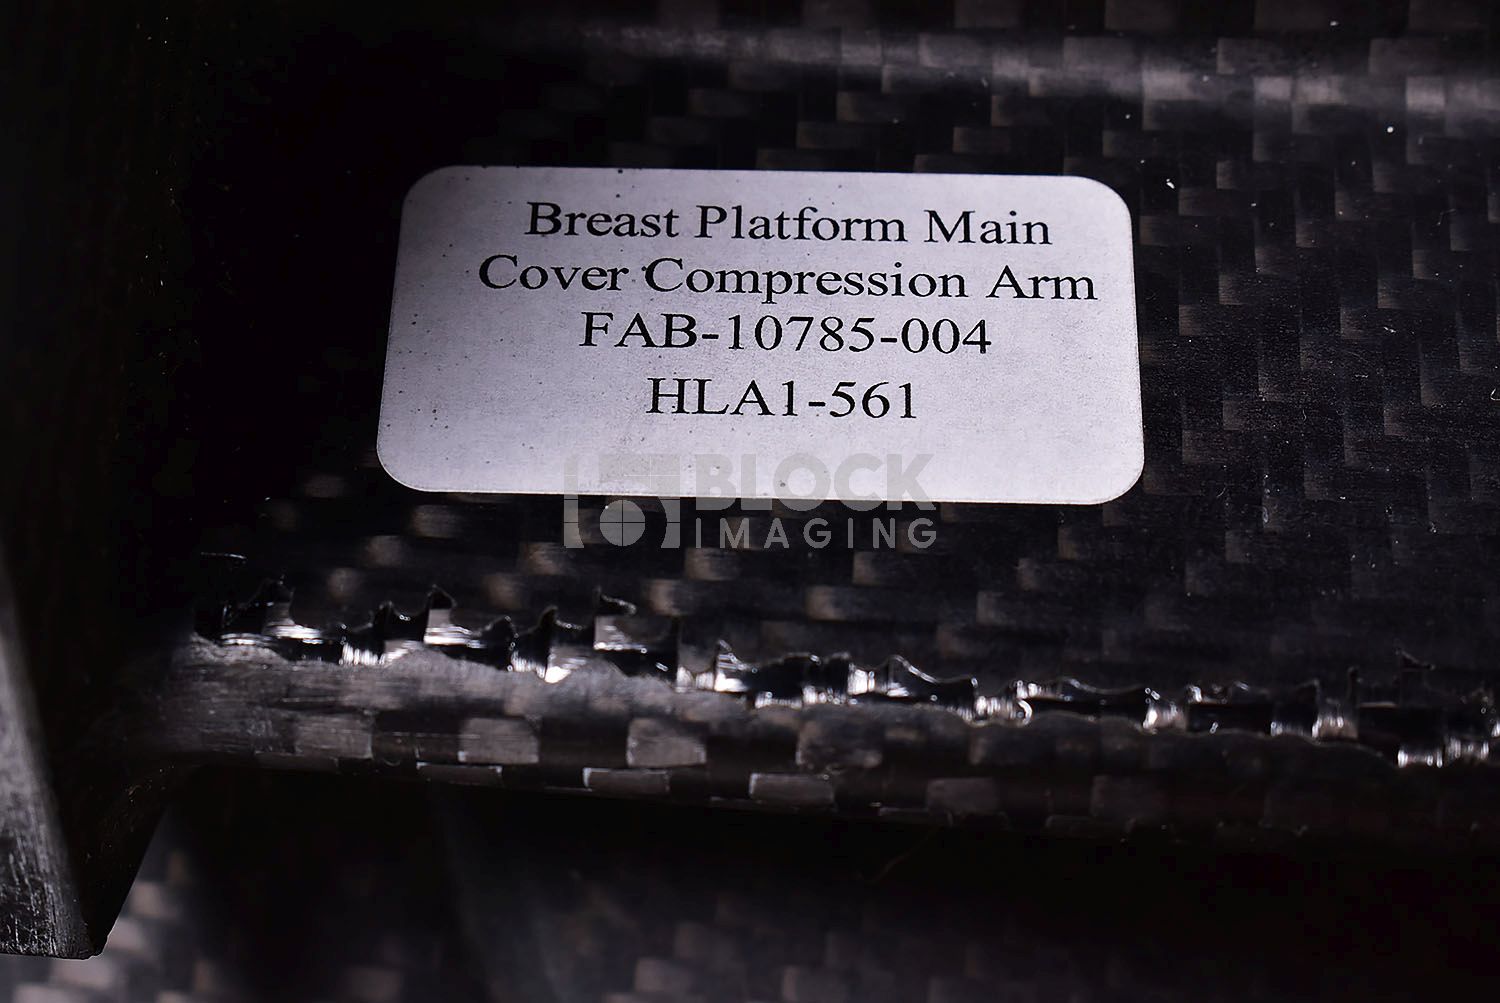 Breast Platform Main
Cover Compression Arm
FAB-10785-004
HLA1-561
BLOCK
IMAGING